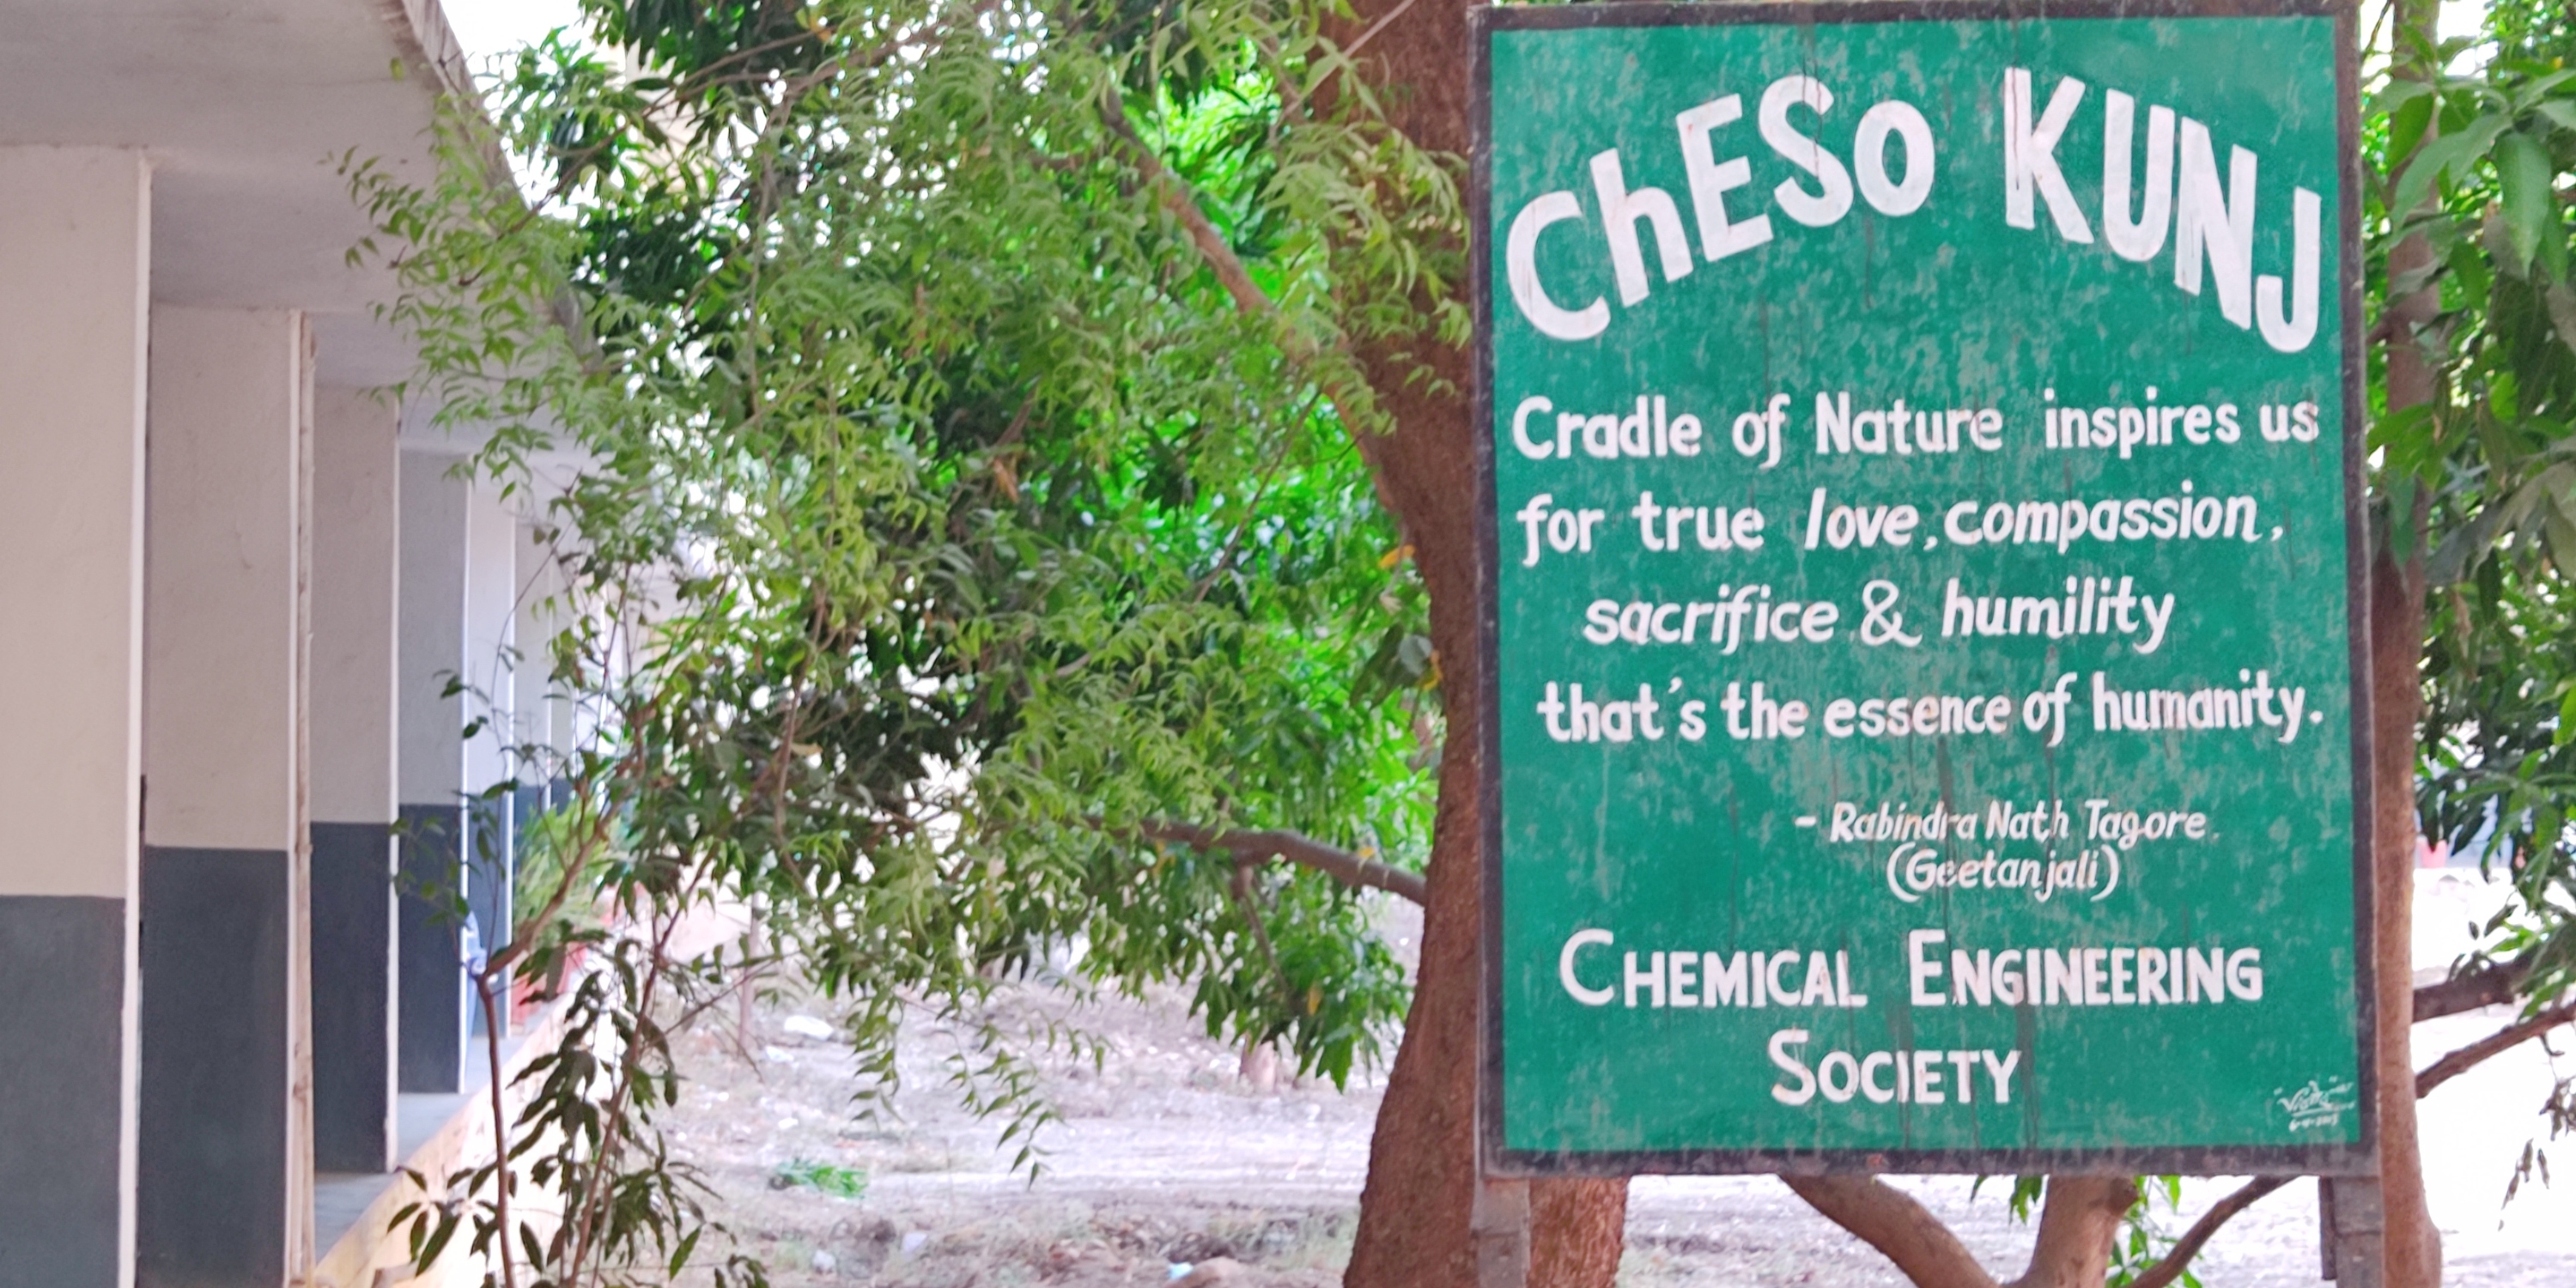 ChESo KUNJ
Cradle of Nature inspires us
for true love, compassion,
sacrifice & humility
that's the essence of humanity.
- Rabindra Nath Tagore.
(Geetanjali)
CHEMICAL ENGINEERING
SOCIETY